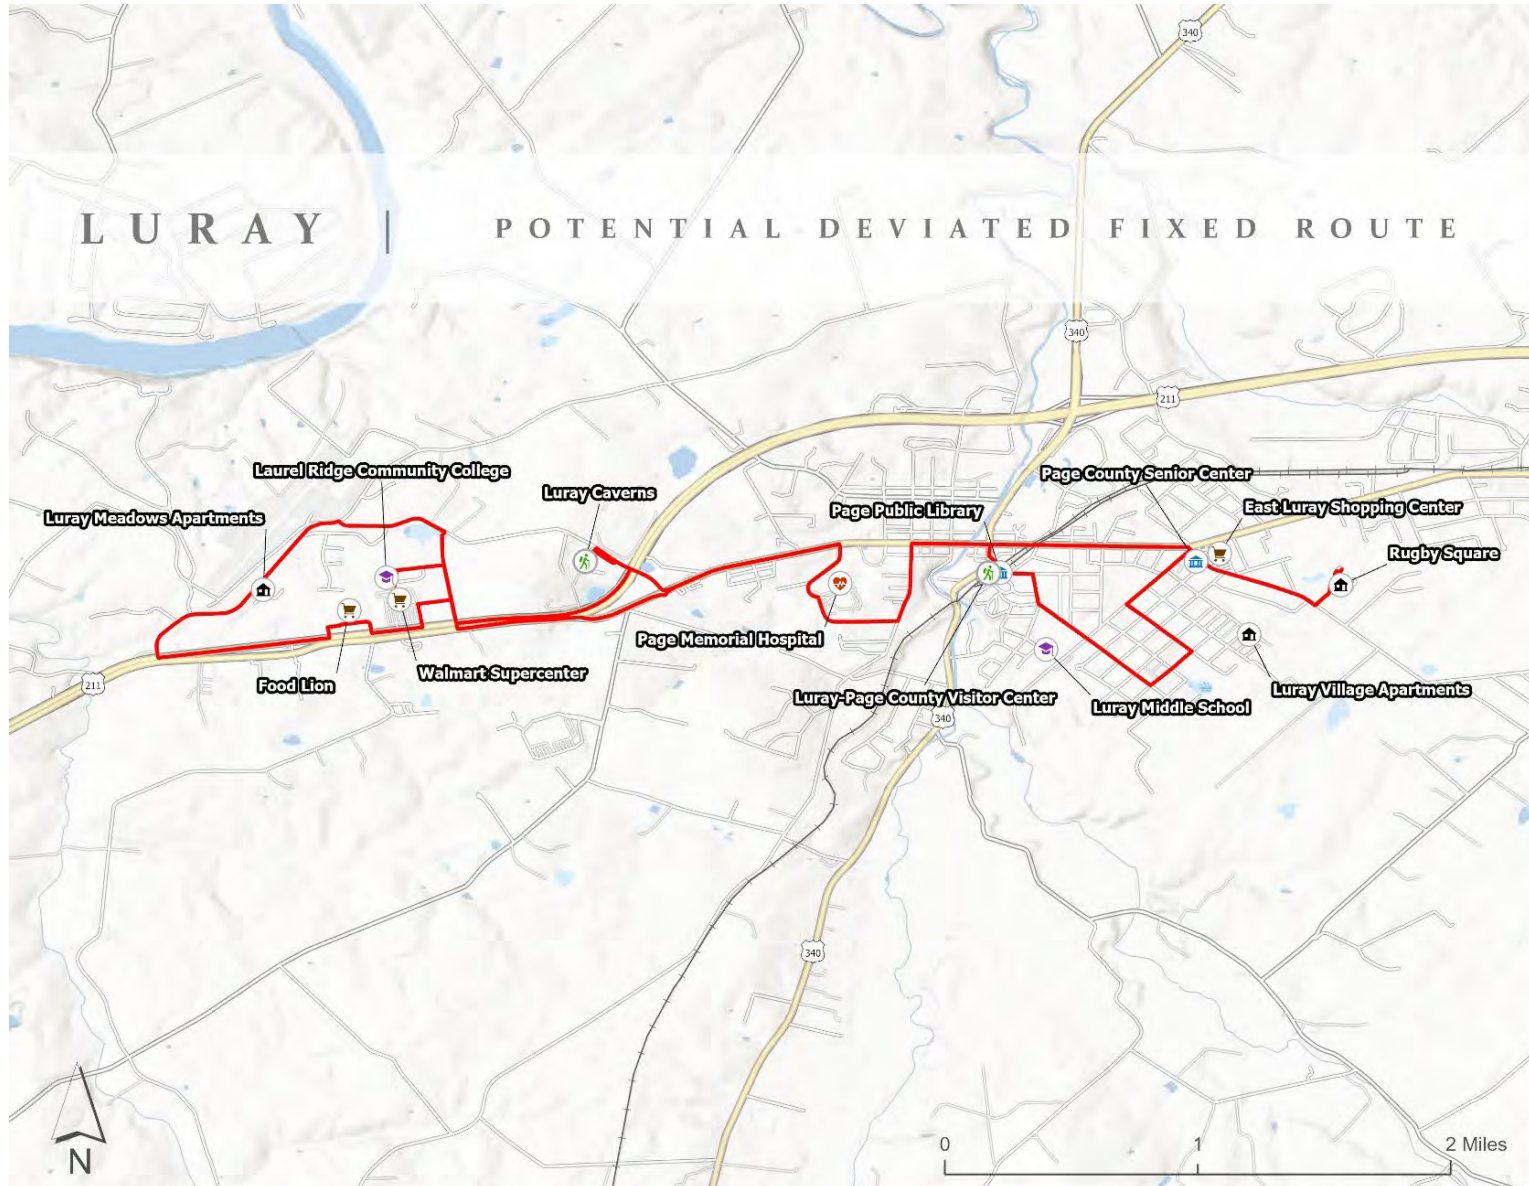 340
LURAY | POTENTIAL DEVIATED FIXED ROUTE
340
211
Laurel Ridge Community College
Page County Senior Center
Luray Caverns
East Luray Shopping Center
Page Public Library
Luray Meadows Apartments
Rugby Square
Page Memorial Hospital
Walmart Supercenter
211
Food Lion
Luray Village Apartments
Luray-Page County Visitor Center
Luray Middle School
340
340
N
0 1 2 Miles